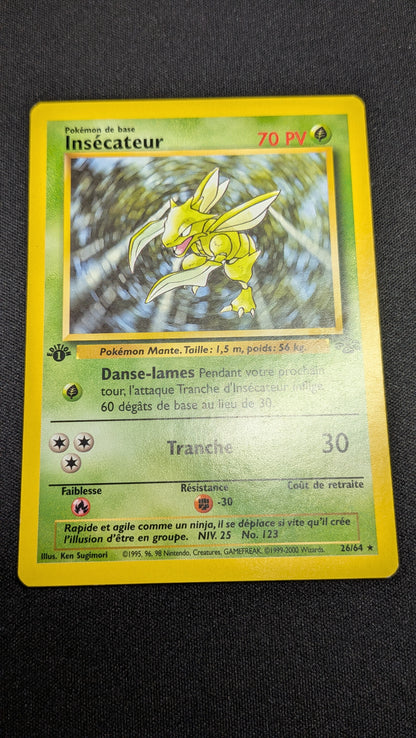 Pokémon de base
Insécateur
70 PV
EDITION
1
Pokémon Mante. Taille: 1,5 m, poids: 56 kg.
Danse-lames Pendant votre prochain
tour, l'attaque Tranche d'Insécateur inflige
60 dégâts de base au lieu de 30.
Tranche 30
Faiblesse Résistance Coût de retraite
-30
Rapide et agile comme un ninja, il se déplace si vite qu'il crée
l'illusion d'être en groupe. NIV. 25 No. 123
Illus. Ken Sugimori ©1995, 96, 98 Nintendo, Creatures, GAMEFREAK. ©1999-2000 Wizards. 26/64 ★